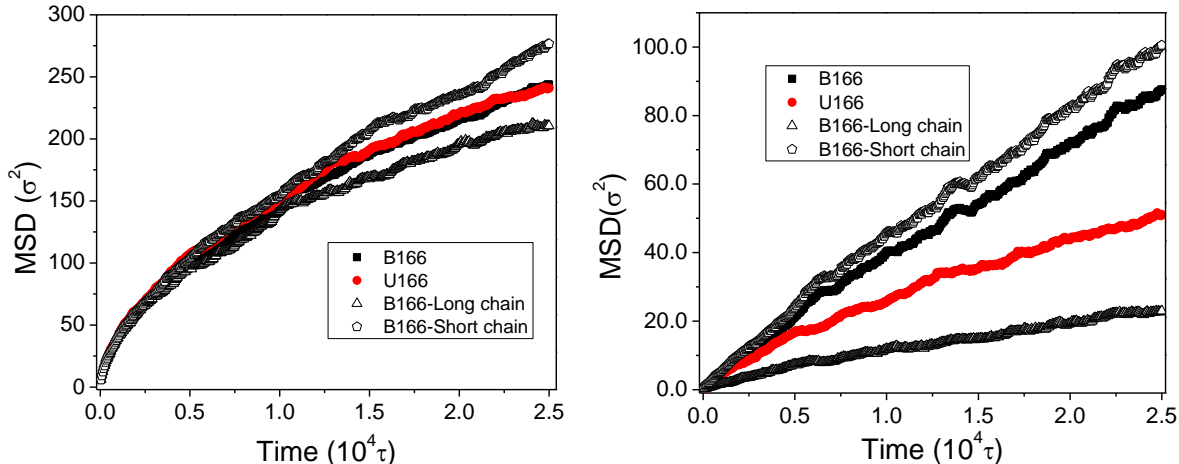 300
250
200
150
100
50
0
MSD (σ²)
B166
U166
B166-Long chain
B166-Short chain
0.0 0.5 1.0 1.5 2.0 2.5
Time (10⁴τ)
100.0
80.0
60.0
40.0
20.0
0.0
MSD(σ²)
B166
U166
B166-Long chain
B166-Short chain
0.0 0.5 1.0 1.5 2.0 2.5
Time (10⁴τ)